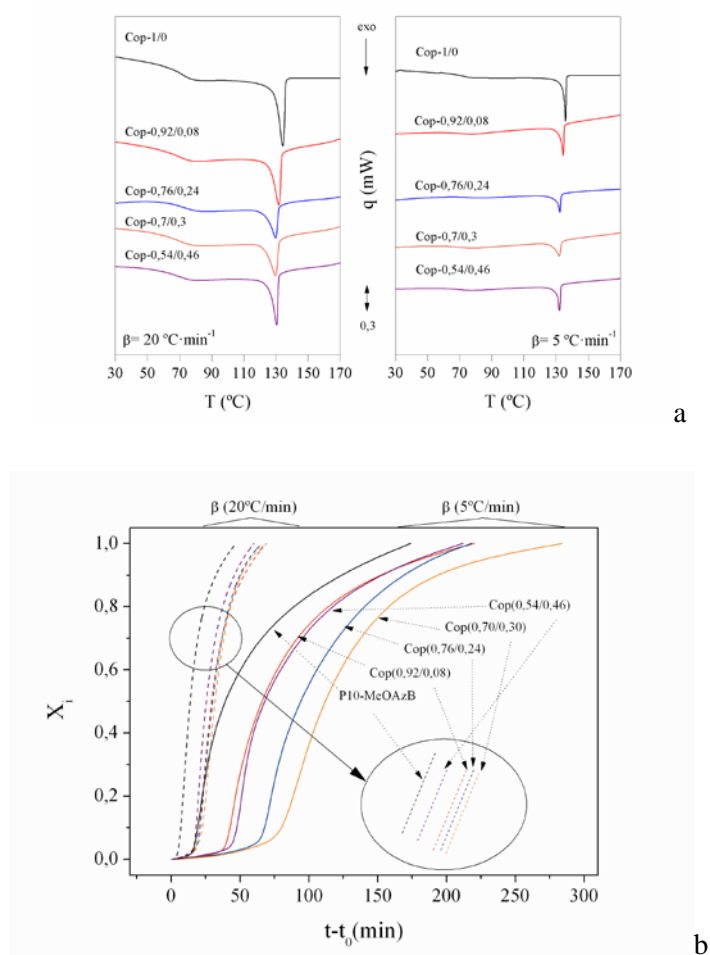 exo
Cop-1/0
Cop-1/0
Cop-0,92/0,08
Cop-0,92/0,08
Cop-0,76/0,24
Cop-0,76/0,24
q (mW)
Cop-0,7/0,3
Cop-0,7/0,3
Cop-0,54/0,46
Cop-0,54/0,46
0,3
β= 20 ºC·min⁻¹
β= 5 ºC·min⁻¹
30 50 70 90 110 130 150 170
30 50 70 90 110 130 150 170
T (ºC)
T (ºC)
a
β (20ºC/min)
β (5ºC/min)
1,0
0,8
0,6
0,4
0,2
0,0
Xᵢ
Cop(0,54/0,46)
Cop(0,70/0,30)
Cop(0,76/0,24)
Cop(0,92/0,08)
P10-MeOAzB
0 50 100 150 200 250 300
t-t₀(min)
b